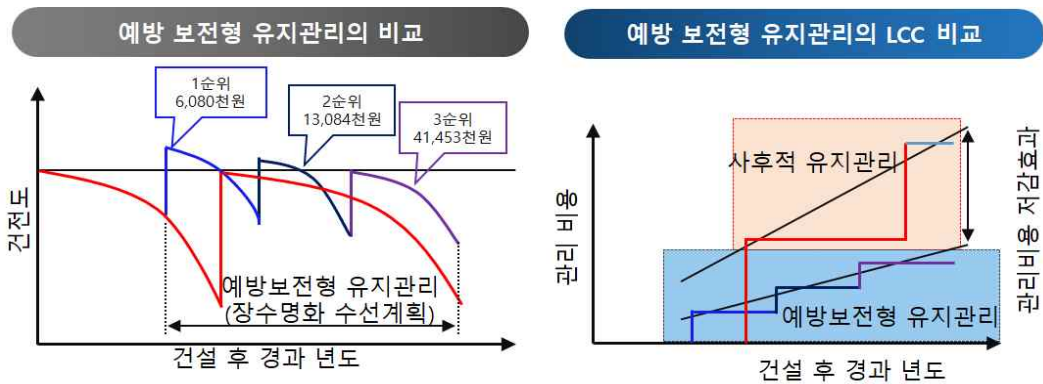 예방 보전형 유지관리의 비교
1순위
6,080천원
2순위
13,084천원
3순위
41,453천원
건전도
예방보전형 유지관리
(장수명화 수선계획)
건설 후 경과 년도
예방 보전형 유지관리의 LCC 비교
사후적 유지관리
관리 비용
관리비용 저감효과
예방보전형 유지관리
건설 후 경과 년도